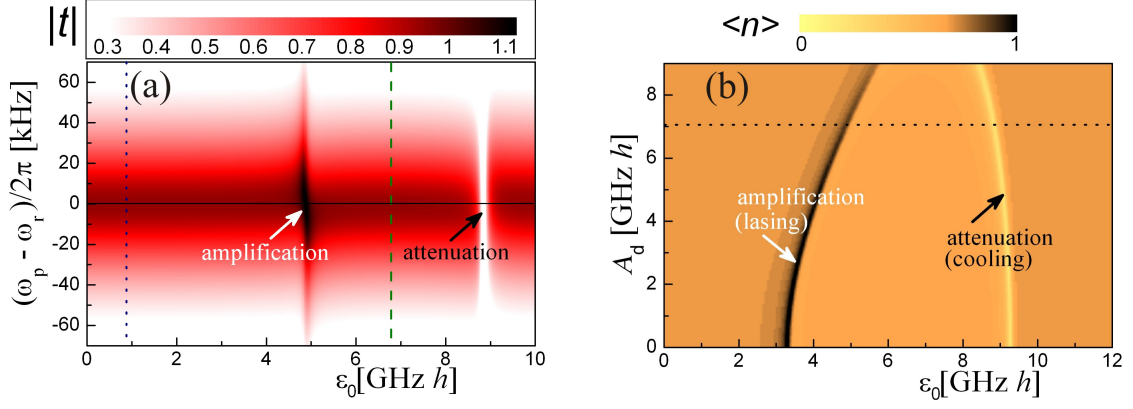 |t|
0.3 0.4 0.5 0.6 0.7 0.8 0.9 1 1.1
(a)
(ω_p - ω_r)/2π [kHz]
60
40
20
0
-20
-40
-60
amplification
attenuation
0 2 4 6 8 10
ε_0[GHz h]
<n>
0 1
(b)
A_d [GHz h]
8
6
4
2
0
amplification
(lasing)
attenuation
(cooling)
0 2 4 6 8 10 12
ε_0[GHz h]